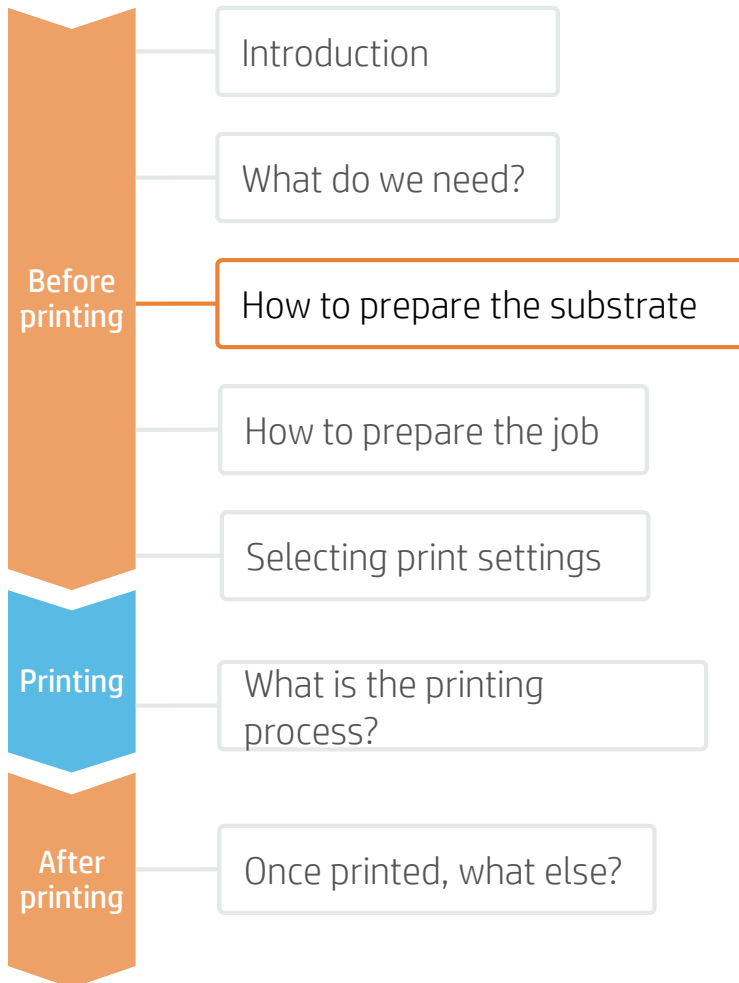 Introduction
What do we need?
Before
printing
How to prepare the substrate
How to prepare the job
Selecting print settings
Printing
What is the printing
process?
After
printing
Once printed, what else?